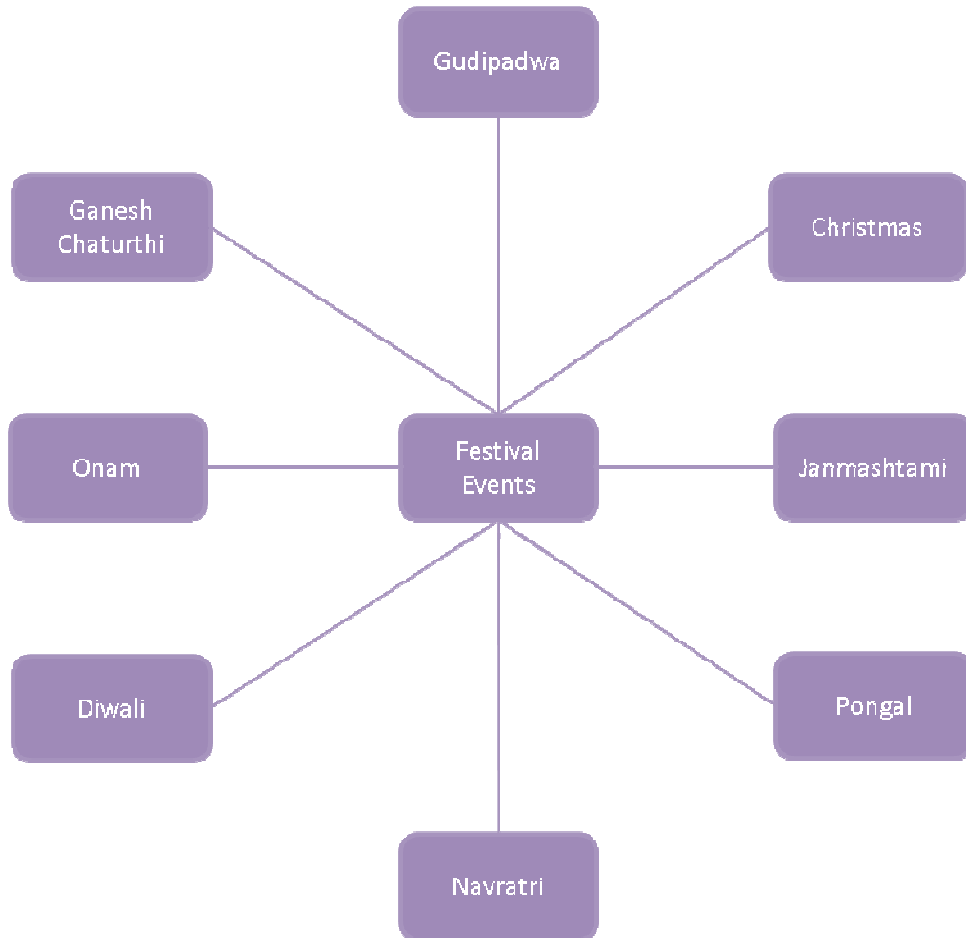 Gudipadwa
Ganesh
Chaturthi
Christmas
Onam
Festival
Events
Janmashtami
Diwali
Pongal
Navratri